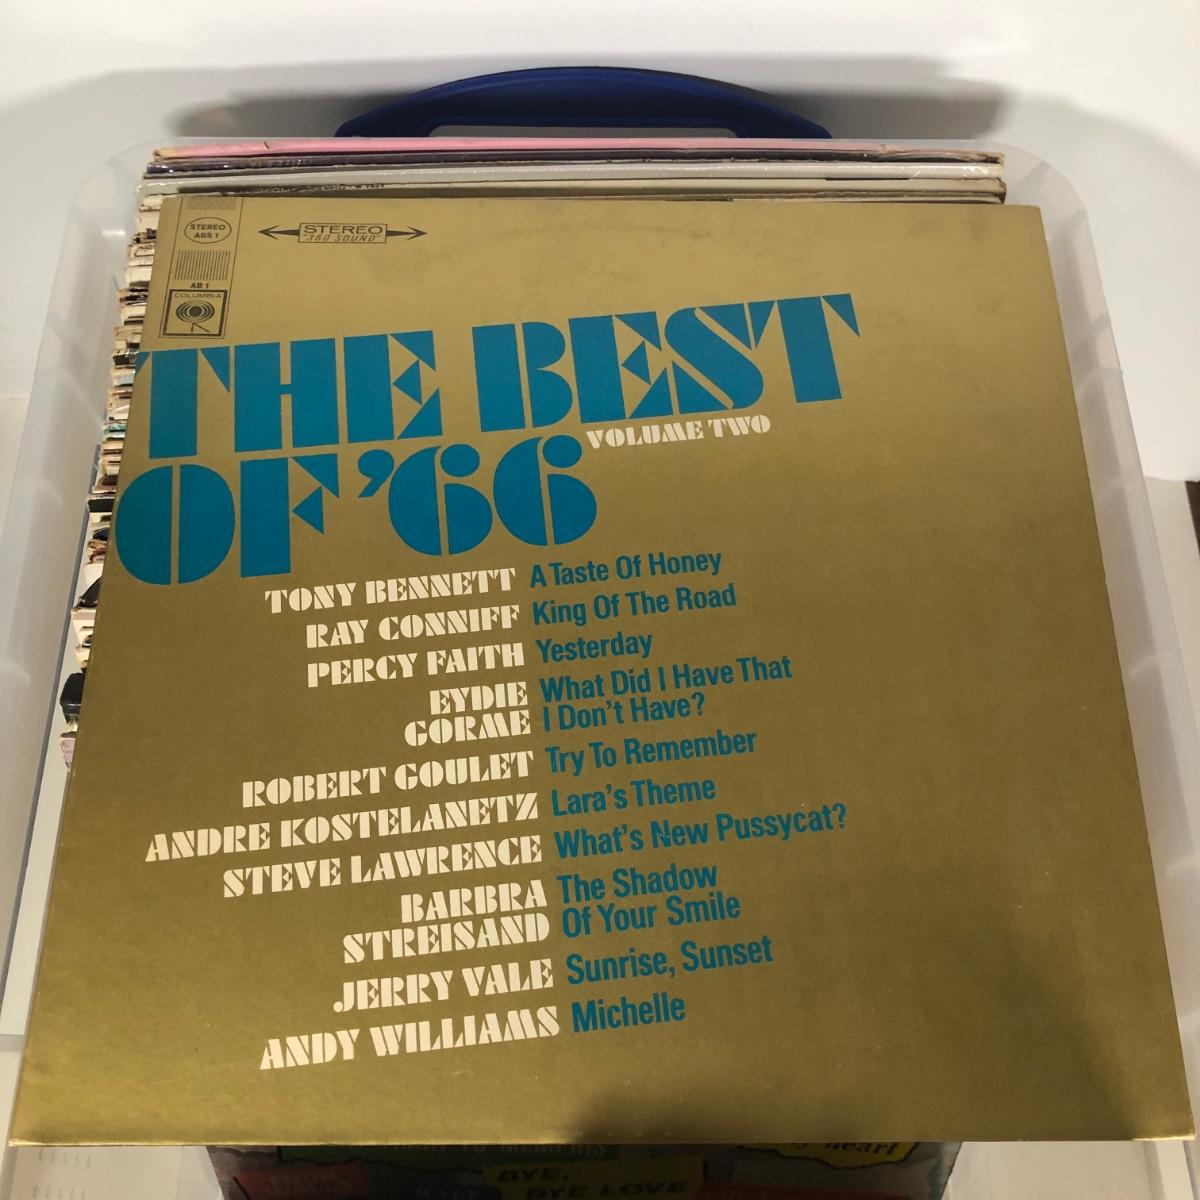 STEREO
ABS 1
STEREO
"360 SOUND"
AB 1
COLUMBIA
THE BEST
OF '66
VOLUME TWO
TONY BENNETT A Taste Of Honey
RAY CONNIFF King Of The Road
PERCY FAITH Yesterday
EYDIE What Did I Have That
GORME I Don't Have?
ROBERT GOULET Try To Remember
ANDRE KOSTELANETZ Lara's Theme
STEVE LAWRENCE What's New Pussycat?
BARBRA The Shadow
STREISAND Of Your Smile
JERRY VALE Sunrise, Sunset
ANDY WILLIAMS Michelle
heart
BYE,
BYE LOVE